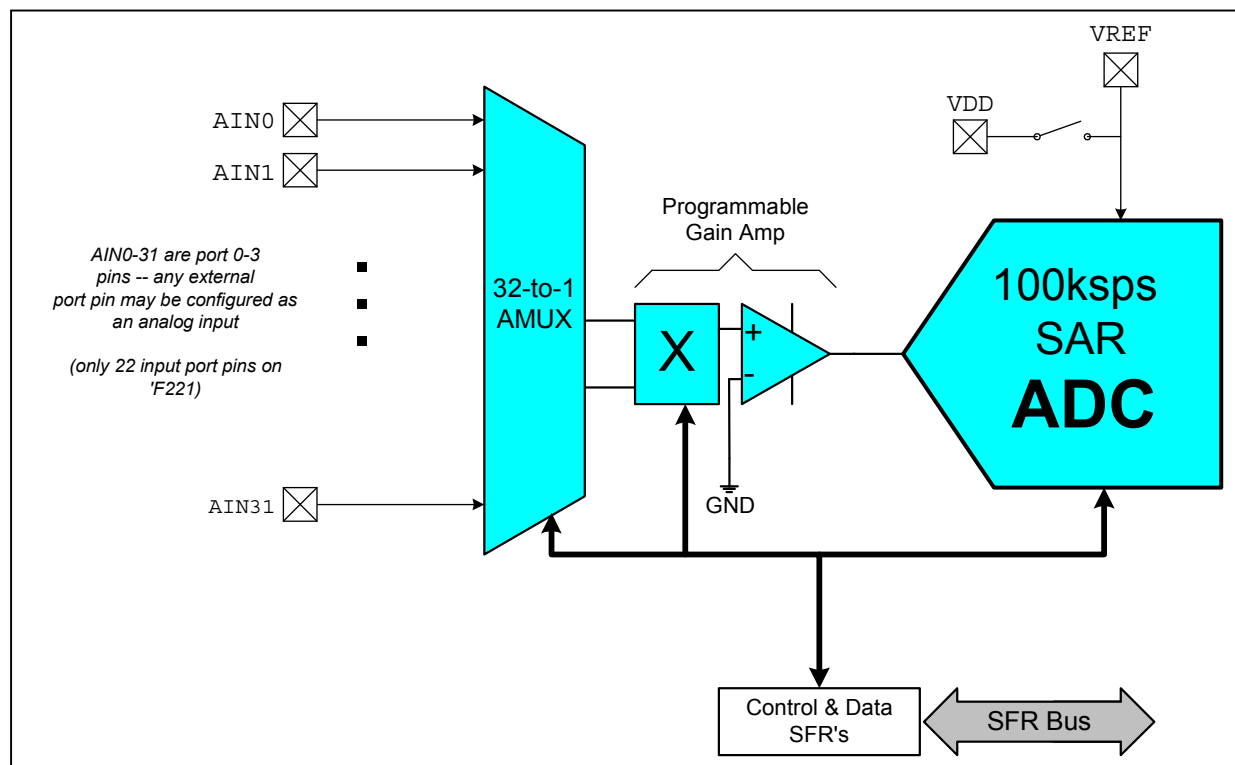 VREF
VDD
AIN0
AIN1
Programmable
Gain Amp
AIN0-31 are port 0-3
pins -- any external
port pin may be configured as
an analog input
(only 22 input port pins on
'F221)
32-to-1
AMUX
X
+
-
100ksps
SAR
ADC
AIN31
GND
Control & Data
SFR's
SFR Bus